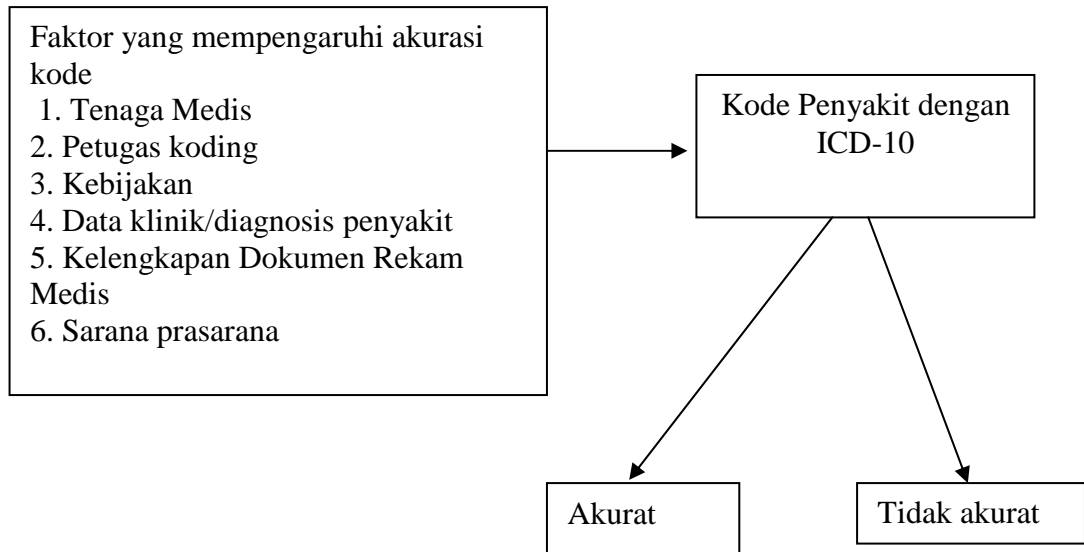 Faktor yang mempengaruhi akurasi
kode
1. Tenaga Medis
2. Petugas koding
3. Kebijakan
4. Data klinik/diagnosis penyakit
5. Kelengkapan Dokumen Rekam
Medis
6. Sarana prasarana
Kode Penyakit dengan
ICD-10
Akurat
Tidak akurat